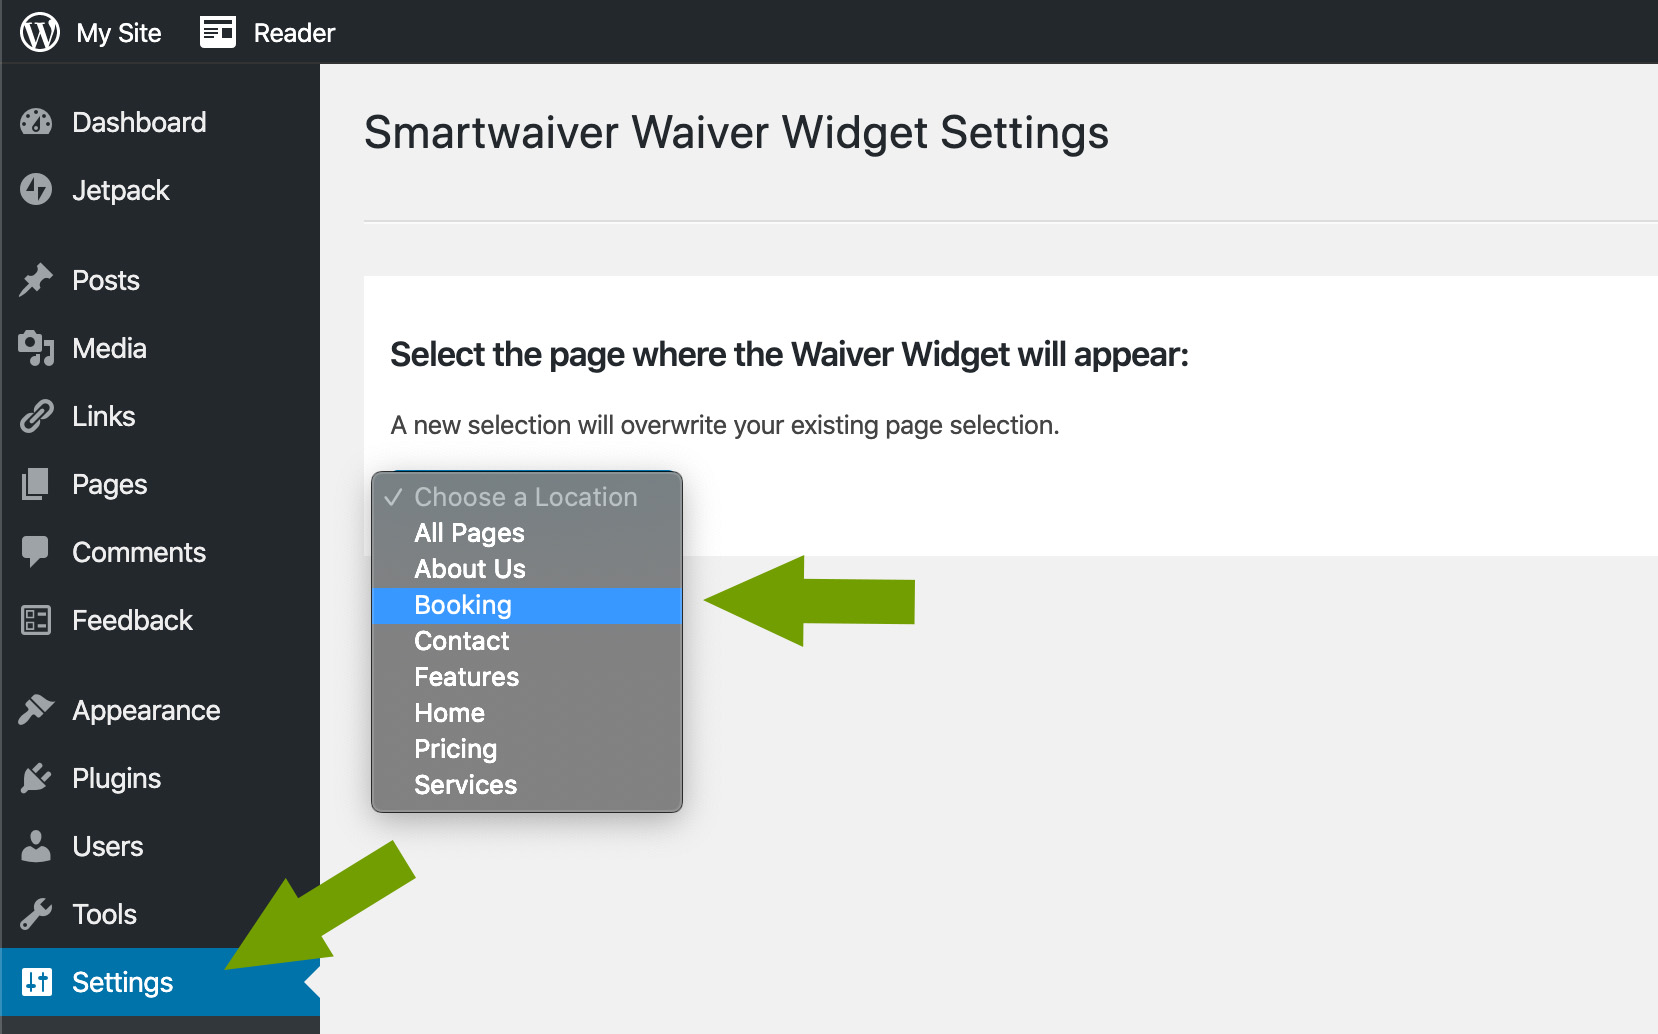 My Site Reader
Dashboard
Jetpack
Posts
Media
Links
Pages
Comments
Feedback
Appearance
Plugins
Users
Tools
Settings
Smartwaiver Waiver Widget Settings
Select the page where the Waiver Widget will appear:
A new selection will overwrite your existing page selection.
✓ Choose a Location
All Pages
About Us
Booking
Contact
Features
Home
Pricing
Services